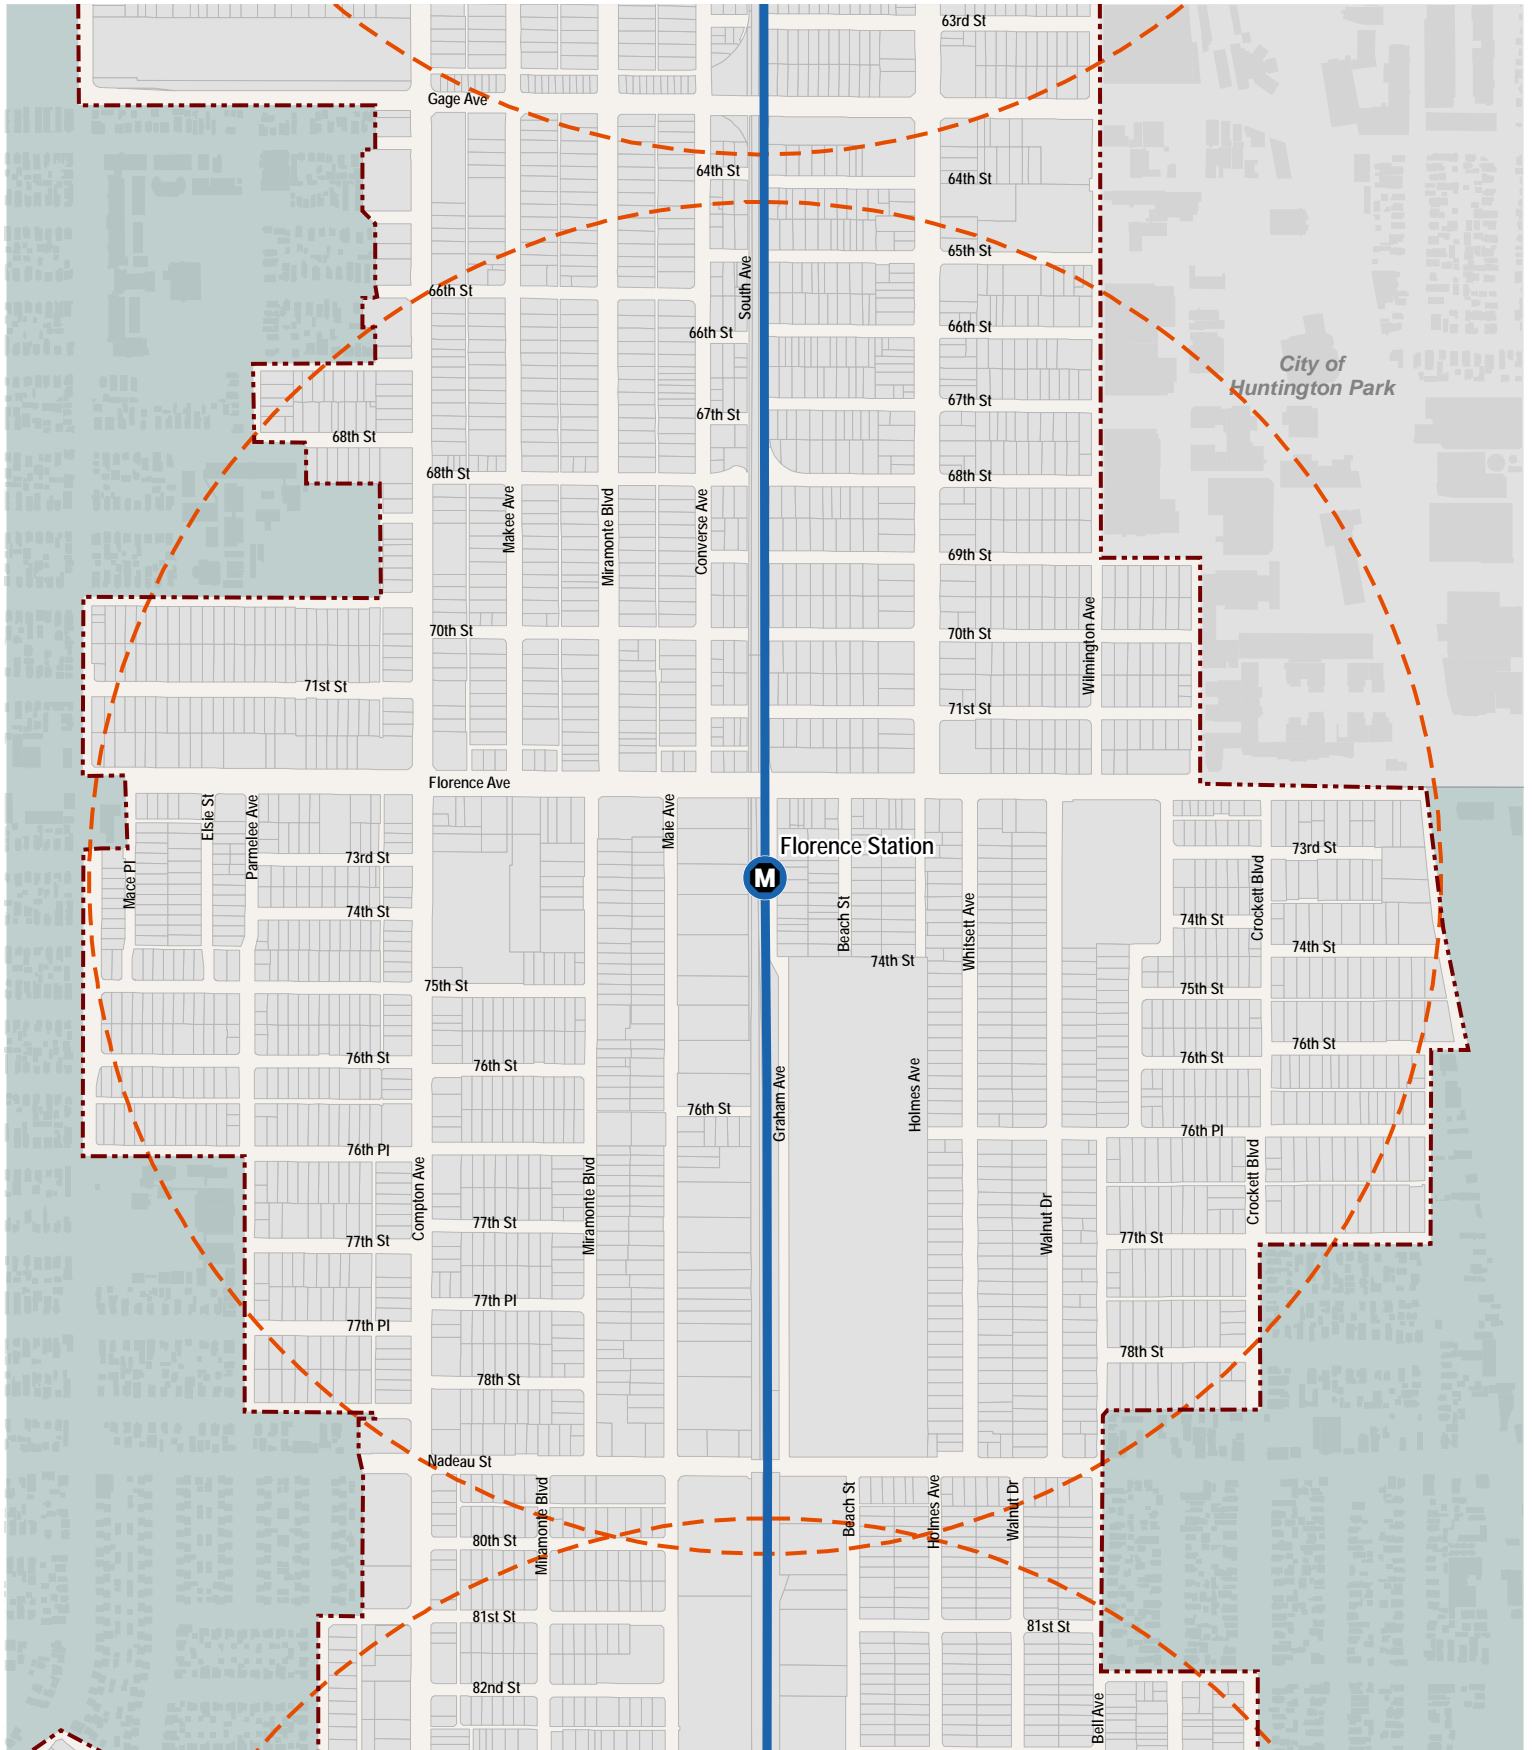 63rd St
Gage Ave
64th St
64th St
65th St
66th St
South Ave
66th St
66th St
City of
Huntington Park
67th St
67th St
68th St
68th St
68th St
Makee Ave
Miramonte Blvd
Converse Ave
69th St
70th St
70th St
Wilmington Ave
71st St
71st St
Florence Ave
Elsie St
Parmelee Ave
Maie Ave
Florence Station
M
73rd St
73rd St
Mace Pl
74th St
Beach St
Whitsett Ave
74th St
Crockett Blvd
74th St
74th St
75th St
75th St
76th St
76th St
76th St
76th St
Graham Ave
Holmes Ave
76th St
76th Pl
76th Pl
Compton Ave
Miramonte Blvd
Crockett Blvd
77th St
Walnut Dr
77th St
77th St
77th Pl
77th Pl
78th St
78th St
Nadeau St
Miramonte Blvd
Beach St
Holmes Ave
Walnut Dr
80th St
81st St
81st St
82nd St
Bell Ave